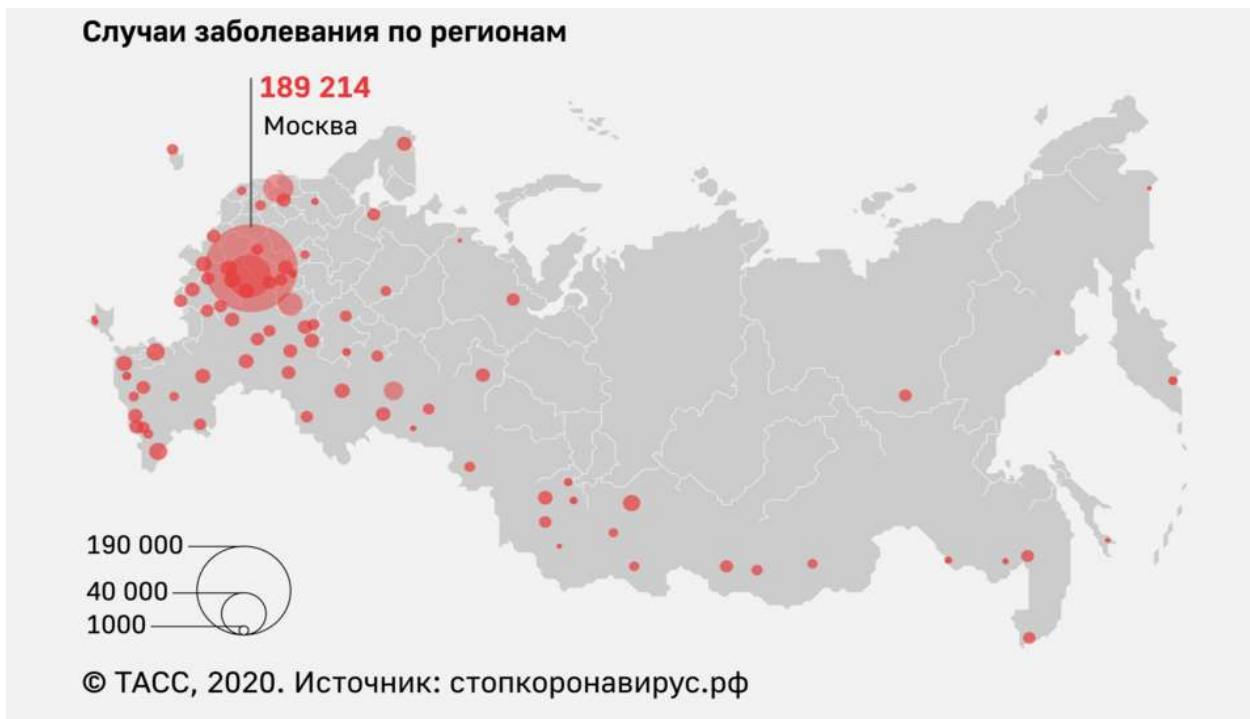 Случаи заболевания по регионам
189 214
Москва
190 000
40 000
1000
© ТАСС, 2020. Источник: стопкоронавирус.рф